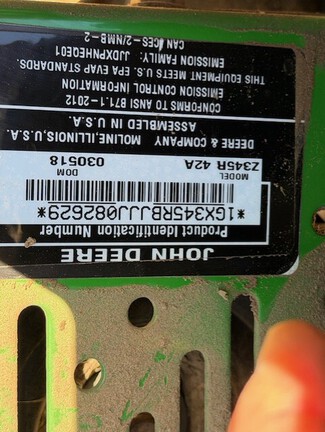 JOHN DEERE
Product Identification Number
*1GX345RBJJJ082629*
MODEL DOM
Z345R 42A 030518
DEERE & COMPANY MOLINE, ILLINOIS, U.S.A.
ASSEMBLED IN U.S.A.
CONFORMS TO ANSI B71.1-2012
EMISSION CONTROL INFORMATION
THIS EQUIPMENT MEETS U.S. EPA EVAP STANDARDS.
EMISSION FAMILY: JJDXPNHEQE01
CAN ICES-2/NMB-2